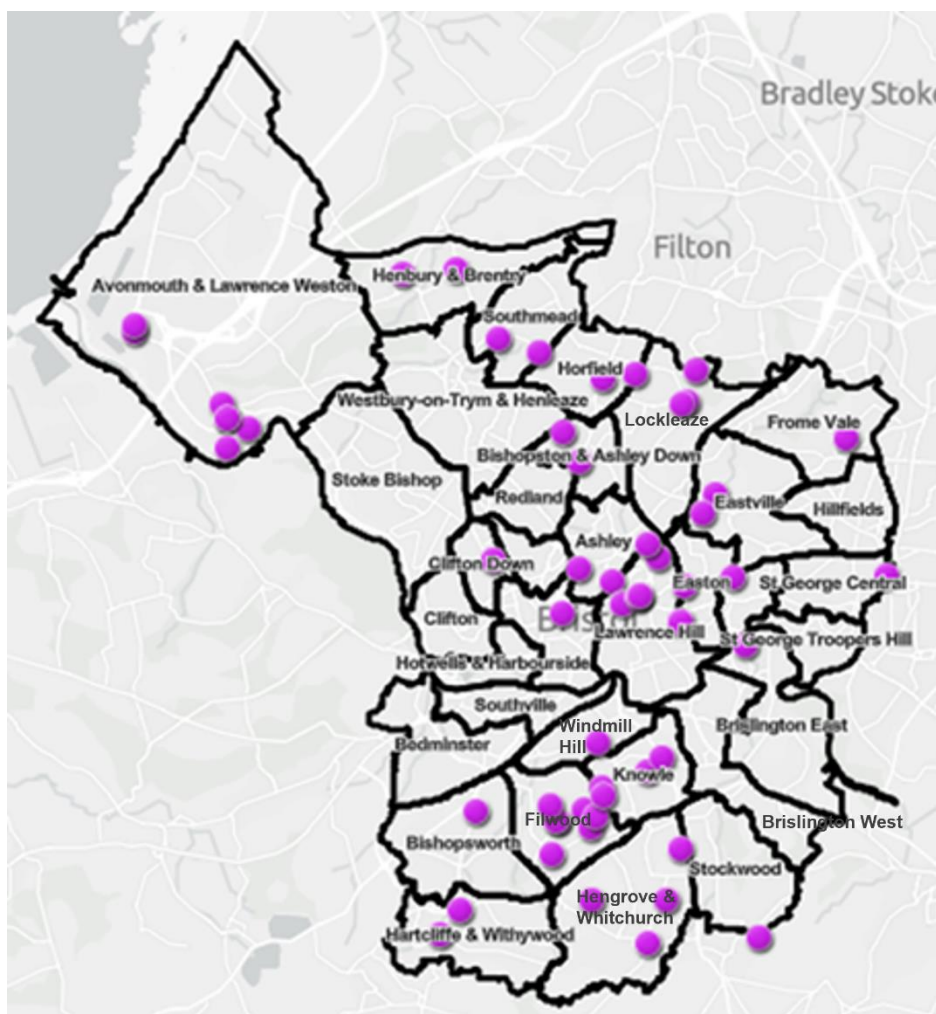 Bradley Stoke
Filton
Avonmouth & Lawrence Weston
Henbury & Brentry
Southmead
Horfield
Westbury-on-Trym & Henleaze
Lockleaze
Frome Vale
Bishopston & Ashley Down
Stoke Bishop
Redland
Eastville
Hillfields
Ashley
Clifton Down
Easton
St George Central
Clifton
Bristol
Lawrence Hill
St George Troopers Hill
Hotwells & Harbourside
Southville
Windmill
Hill
Brislington East
Bedminster
Knowle
Filwood
Brislington West
Bishopsworth
Stockwood
Hengrove &
Whitchurch
Hartcliffe & Withywood